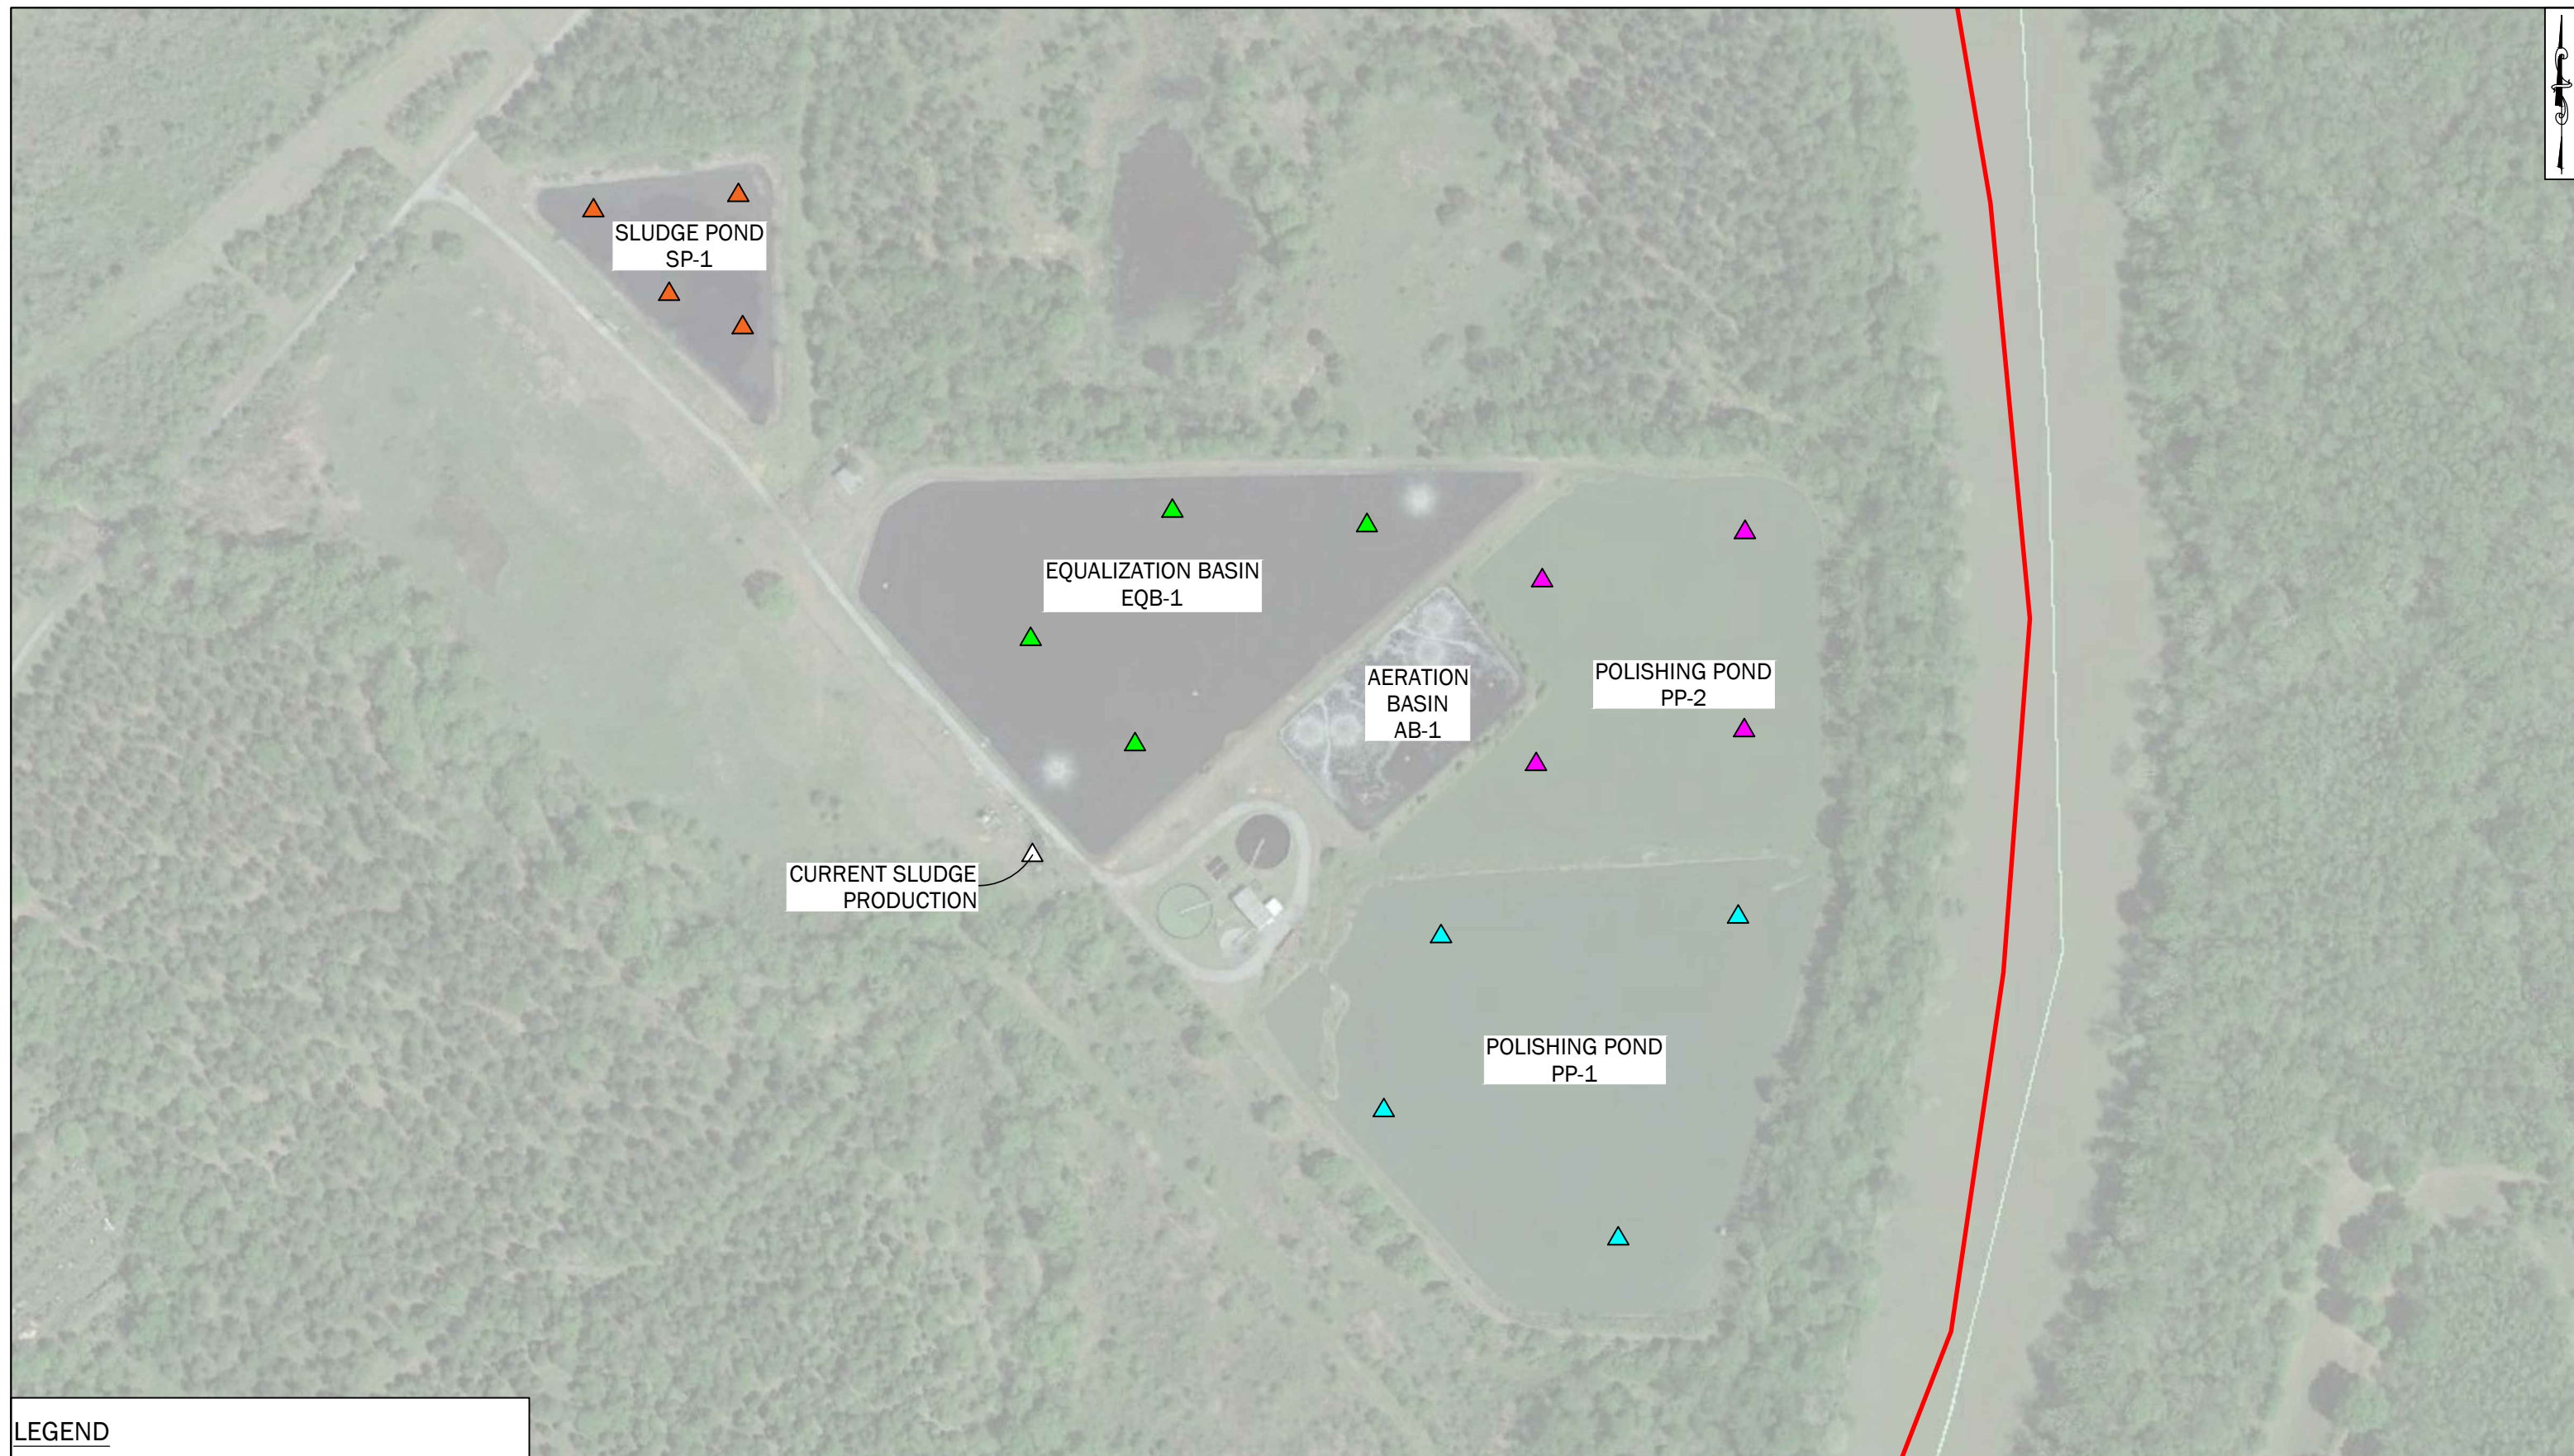 SLUDGE POND
SP-1
EQUALIZATION BASIN
EQB-1
AERATION
BASIN
AB-1
POLISHING POND
PP-2
CURRENT SLUDGE
PRODUCTION
POLISHING POND
PP-1
LEGEND